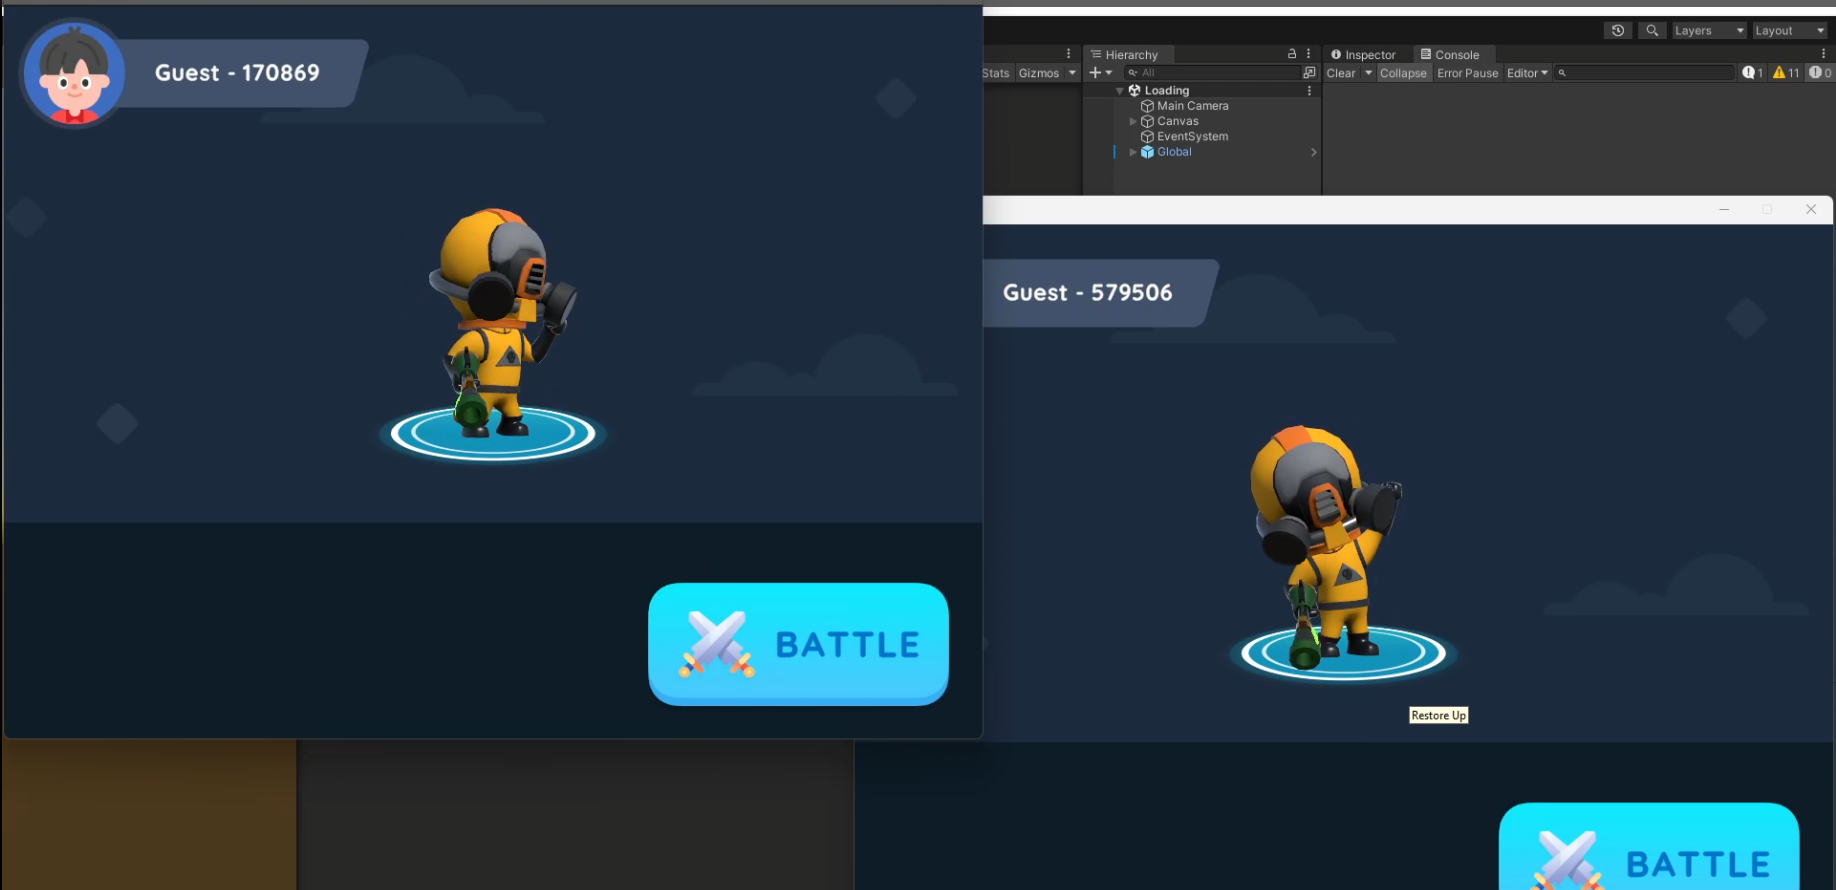 Guest - 170869
BATTLE
Layers
Layout
Stats Gizmos
Hierarchy
Inspector
Console
All
Clear Collapse Error Pause Editor
1 11 0
Loading
Main Camera
Canvas
EventSystem
Global
Guest - 579506
Restore Up
BATTLE